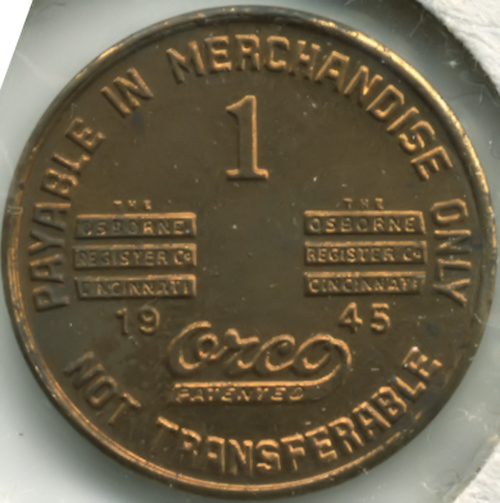 PAYABLE IN MERCHANDISE ONLY
1
THE
OSBORNE
REGISTER Co
CINCINNATI
THE
OSBORNE
REGISTER Co
CINCINNATI
19 45
Orco
PATENTED
NOT TRANSFERABLE